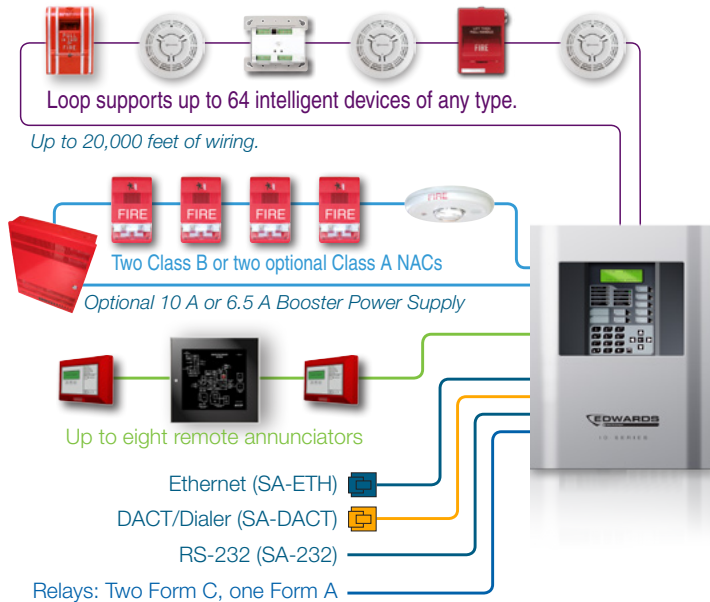 FIRE
FIRE
Loop supports up to 64 intelligent devices of any type.
Up to 20,000 feet of wiring.
FIRE
FIRE
FIRE
FIRE
FIRE
Two Class B or two optional Class A NACs
Optional 10 A or 6.5 A Booster Power Supply
Up to eight remote annunciators
EDWARDS
iO SERIES
Ethernet (SA-ETH)
DACT/Dialer (SA-DACT)
RS-232 (SA-232)
Relays: Two Form C, one Form A